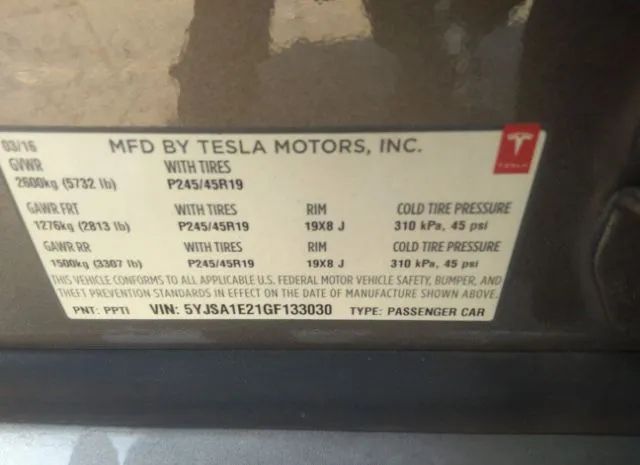 03/16 MFD BY TESLA MOTORS, INC.
GVWR WITH TIRES
2600kg (5732 lb) P245/45R19
GAWR FRT WITH TIRES RIM COLD TIRE PRESSURE
1276kg (2813 lb) P245/45R19 19X8 J 310 kPa, 45 psi
GAWR RR WITH TIRES RIM COLD TIRE PRESSURE
1500kg (3307 lb) P245/45R19 19X8 J 310 kPa, 45 psi
THIS VEHICLE CONFORMS TO ALL APPLICABLE U.S. FEDERAL MOTOR VEHICLE SAFETY, BUMPER, AND
THEFT PREVENTION STANDARDS IN EFFECT ON THE DATE OF MANUFACTURE SHOWN ABOVE.
PNT: PPTI VIN: 5YJSA1E21GF133030 TYPE: PASSENGER CAR
TESLA